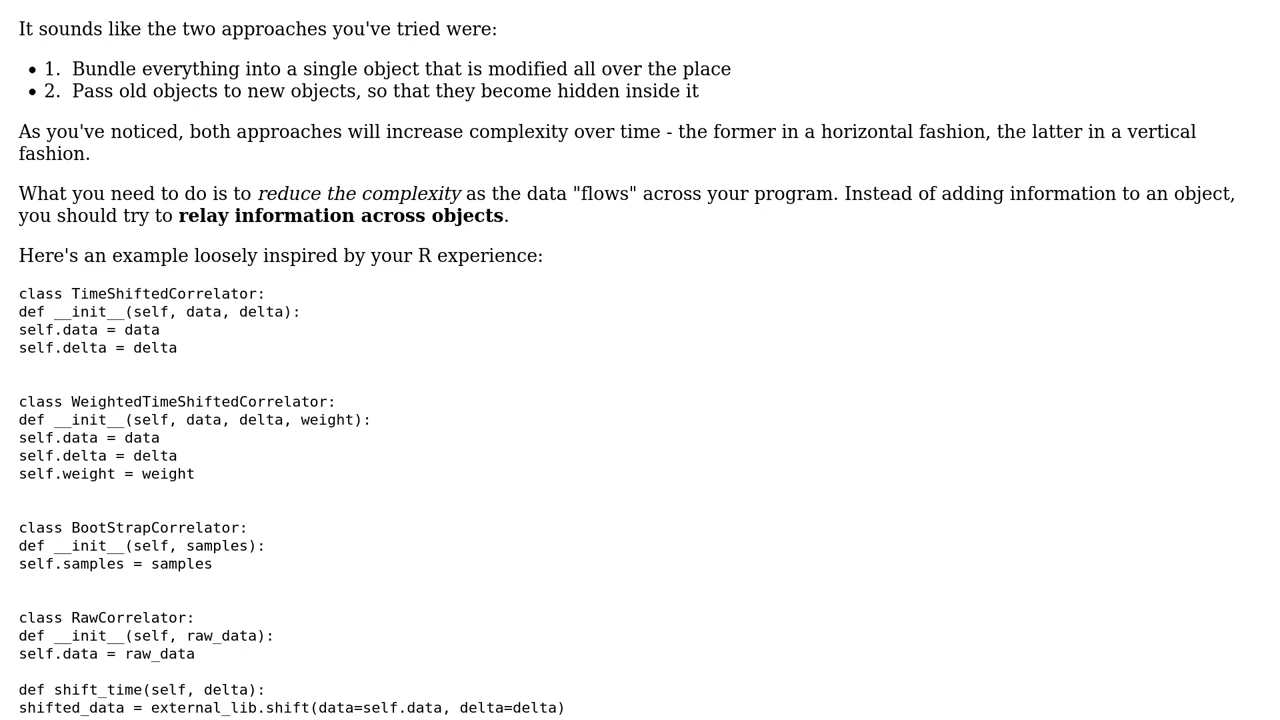 It sounds like the two approaches you've tried were:
• 1. Bundle everything into a single object that is modified all over the place
• 2. Pass old objects to new objects, so that they become hidden inside it
As you've noticed, both approaches will increase complexity over time - the former in a horizontal fashion, the latter in a vertical
fashion.
What you need to do is to reduce the complexity as the data "flows" across your program. Instead of adding information to an object,
you should try to relay information across objects.
Here's an example loosely inspired by your R experience:
class TimeShiftedCorrelator:
def __init__(self, data, delta):
self.data = data
self.delta = delta
class WeightedTimeShiftedCorrelator:
def __init__(self, data, delta, weight):
self.data = data
self.delta = delta
self.weight = weight
class BootStrapCorrelator:
def __init__(self, samples):
self.samples = samples
class RawCorrelator:
def __init__(self, raw_data):
self.data = raw_data
def shift_time(self, delta):
shifted_data = external_lib.shift(data=self.data, delta=delta)